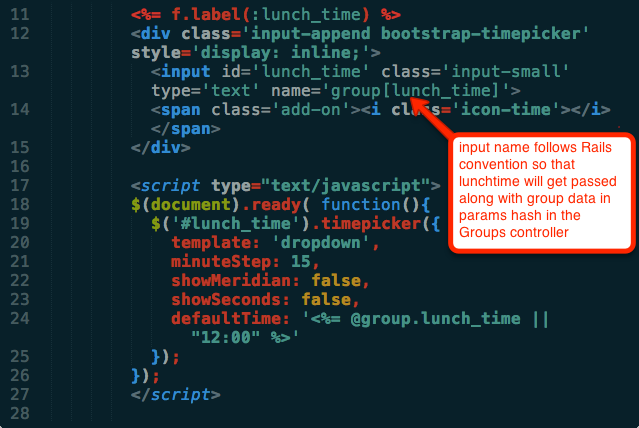 11 <%= f.label(:lunch_time) %>
12 <div class='input-append bootstrap-timepicker'
style='display: inline;'>
13 <input id='lunch_time' class='input-small'
type='text' name='group[lunch_time]'>
14 <span class='add-on'><i class='icon-time'></i>
</span>
15 </div>
16
17 <script type="text/javascript">
18 $(document).ready( function(){
19 $('#lunch_time').timepicker({
20 template: 'dropdown',
21 minuteStep: 15,
22 showMeridian: false,
23 showSeconds: false,
24 defaultTime: '<%= @group.lunch_time ||
"12:00" %>'
25 });
26 });
27 </script>
28
input name follows Rails
convention so that
lunchtime will get passed
along with group data in
params hash in the
Groups controller